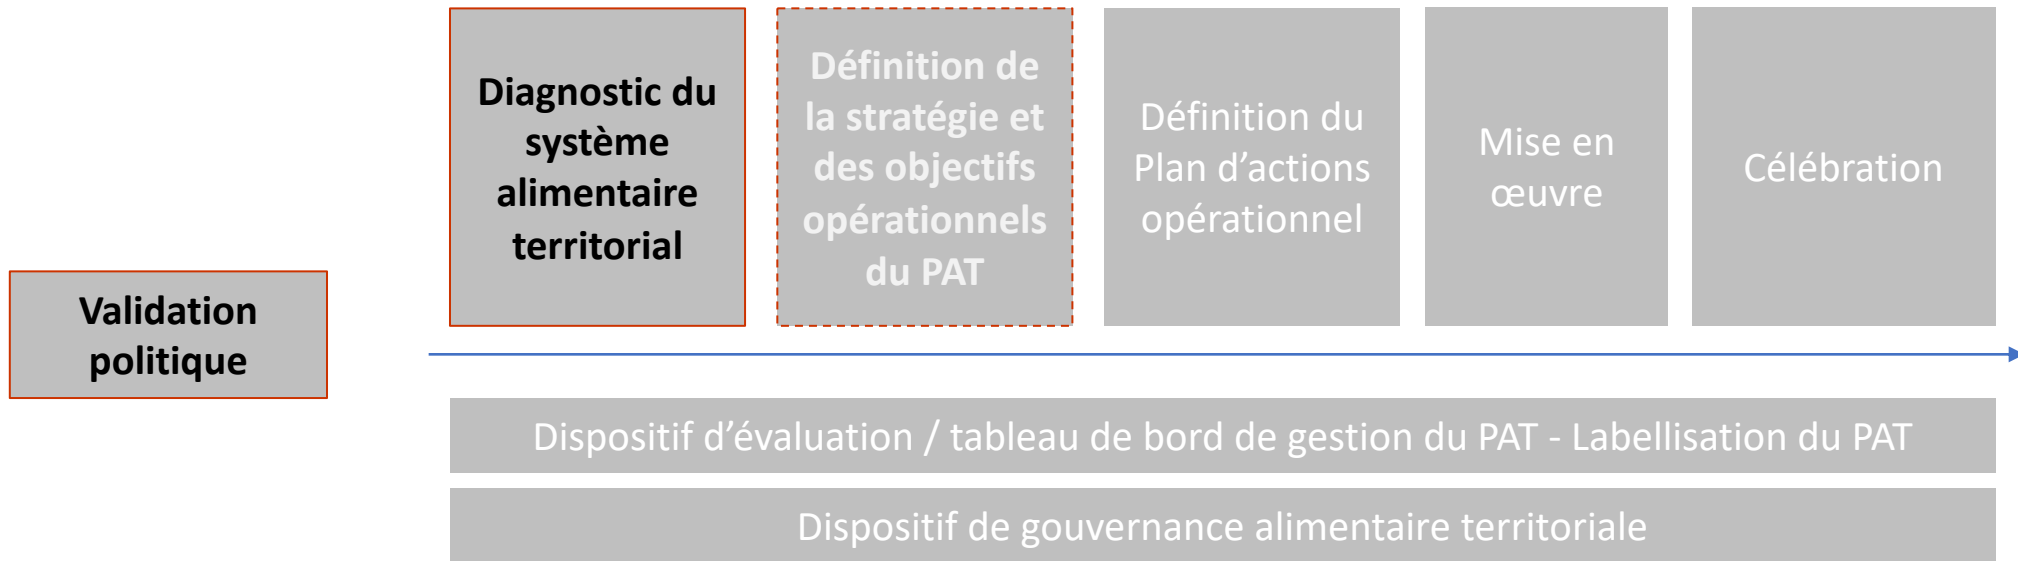 Validation
politique
Diagnostic du
système
alimentaire
territorial
Définition de
la stratégie et
des objectifs
opérationnels
du PAT
Définition du
Plan d’actions
opérationnel
Mise en
œuvre
Célébration
Dispositif d’évaluation / tableau de bord de gestion du PAT - Labellisation du PAT
Dispositif de gouvernance alimentaire territoriale